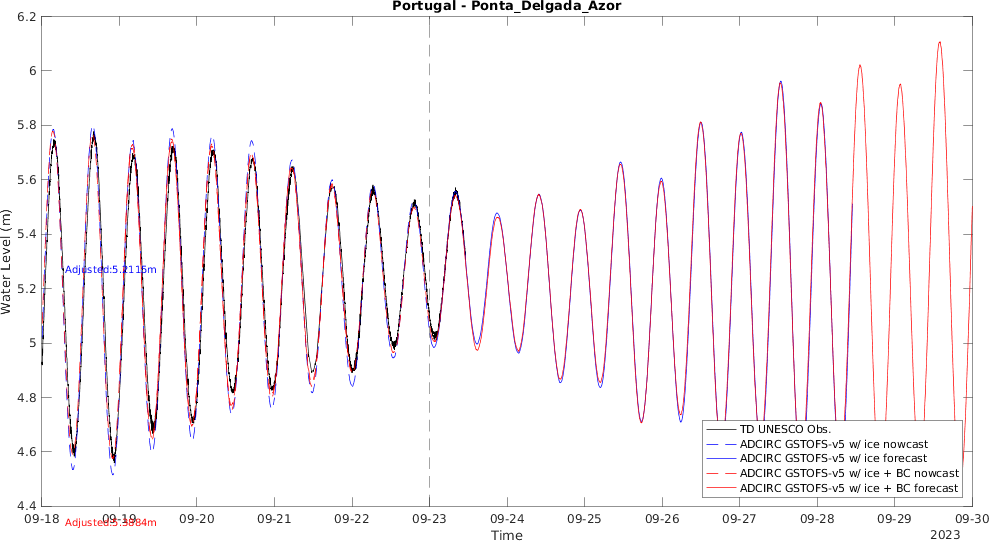 Portugal - Ponta_Delgada_Azor
6.2
6
5.8
5.6
5.4
5.2
5
4.8
4.6
4.4
Water Level (m)
Adjusted:5.2115m
Adjusted:5.3884m
TD UNESCO Obs.
ADCIRC GSTOFS-v5 w/ ice nowcast
ADCIRC GSTOFS-v5 w/ ice forecast
ADCIRC GSTOFS-v5 w/ ice + BC nowcast
ADCIRC GSTOFS-v5 w/ ice + BC forecast
09-18 09-19 09-20 09-21 09-22 09-23 09-24 09-25 09-26 09-27 09-28 09-29 09-30
Time
2023